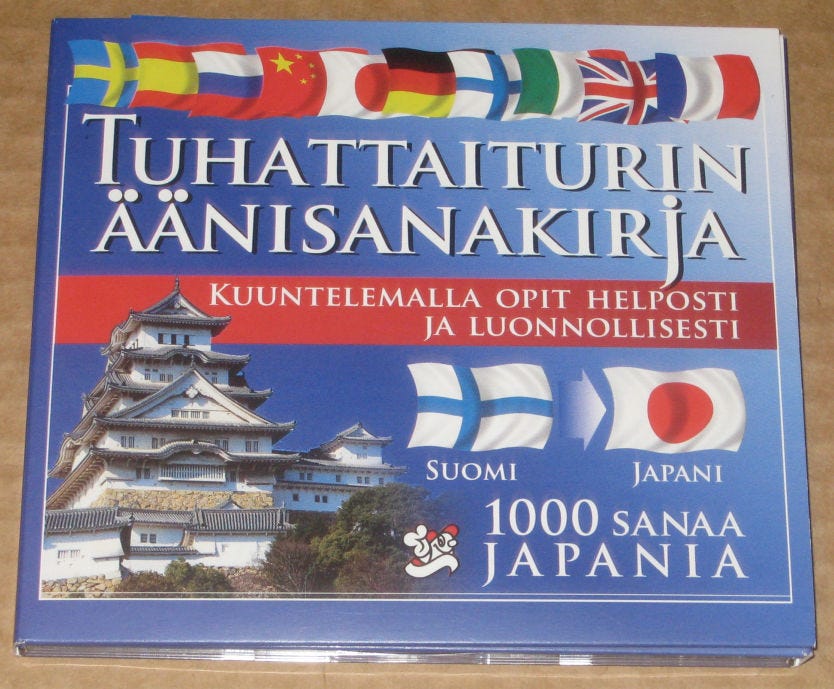 TUHATTAITURIN
ÄÄNISANAKIRJA
KUUNTELEMALLA OPIT HELPOSTI
JA LUONNOLLISESTI
SUOMI
JAPANI
1000 SANAA
JAPANIA